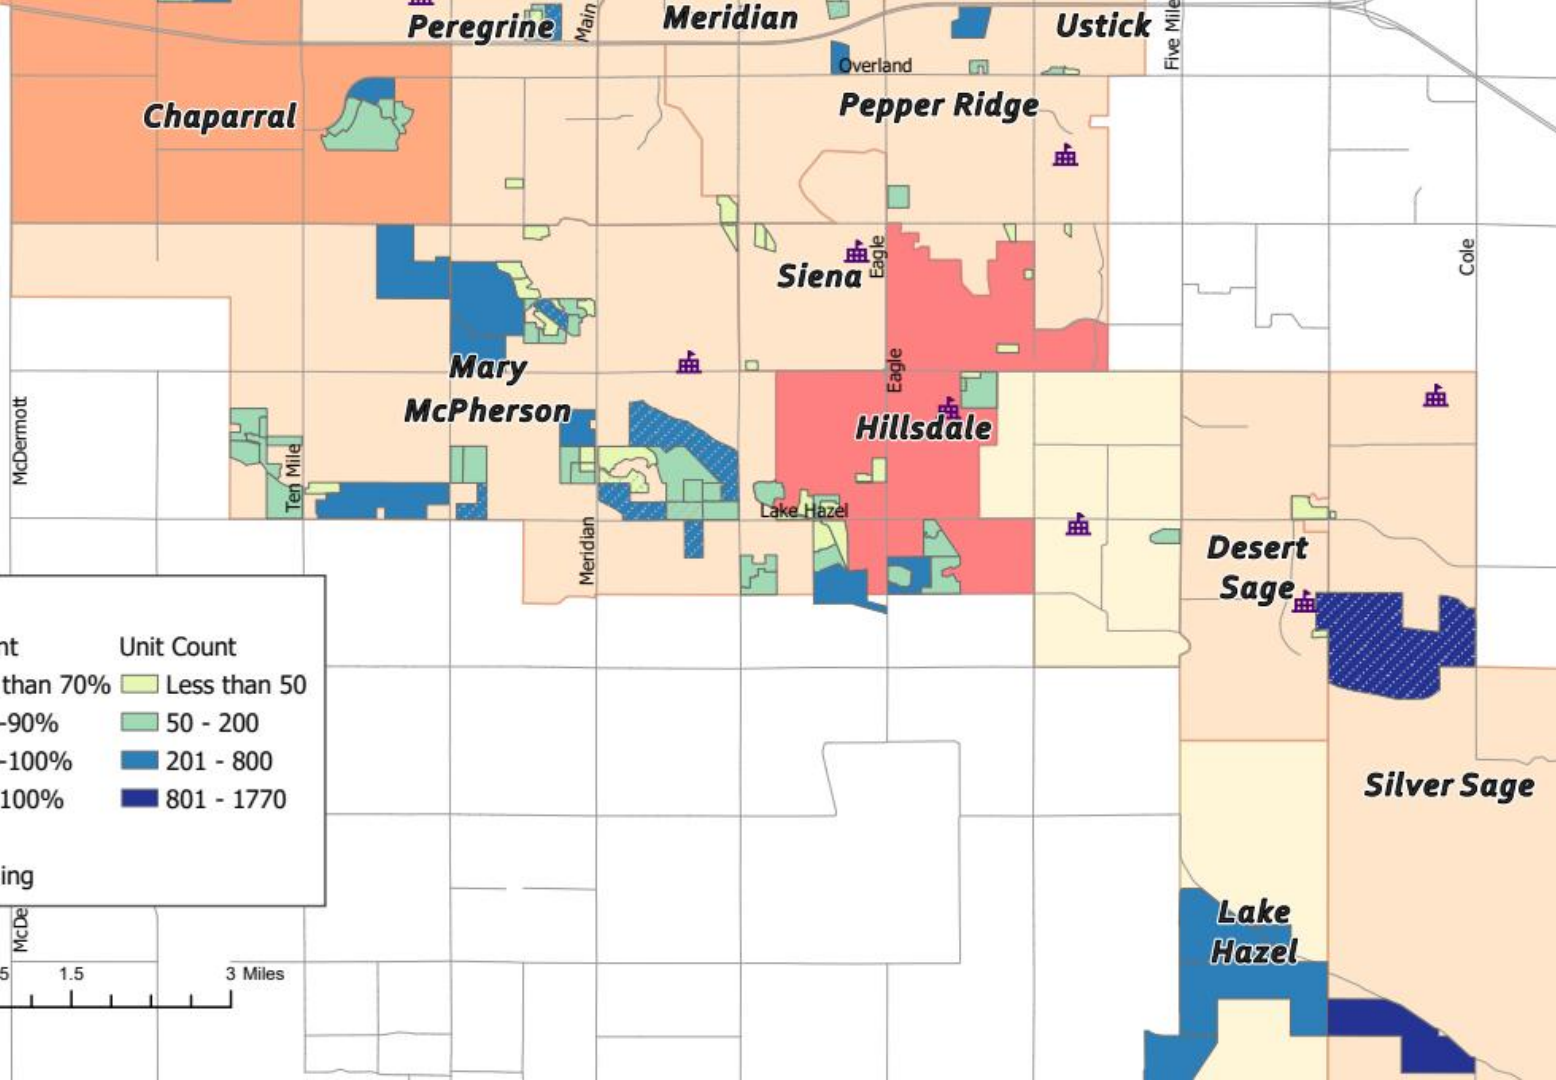 Peregrine
Main
Meridian
Ustick
Five Mile
Overland
Chaparral
Pepper Ridge
Siena
Eagle
Cole
Mary
McPherson
Eagle
Hillsdale
McDermott
Ten Mile
Lake Hazel
Meridian
Desert
Sage
nt
Unit Count
than 70%
Less than 50
-90%
50 - 200
-100%
201 - 800
100%
801 - 1770
Silver Sage
ing
McDe
Lake
Hazel
5
1.5
3 Miles